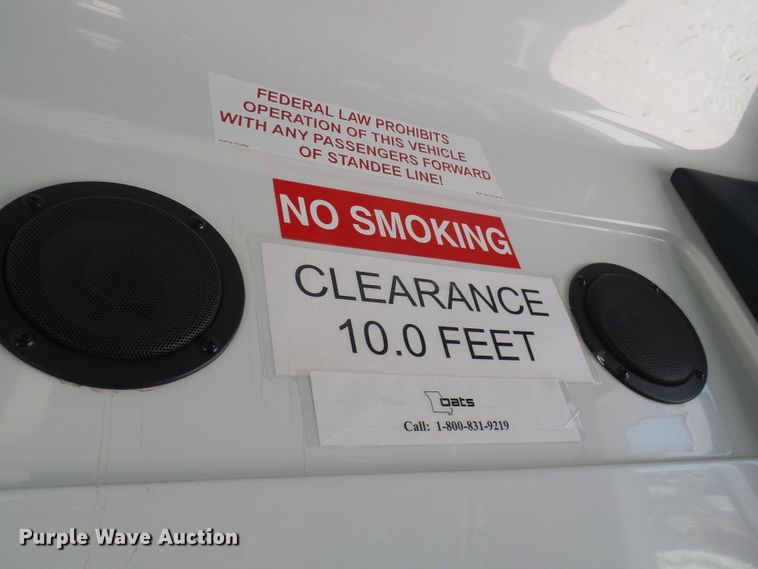 FEDERAL LAW PROHIBITS
OPERATION OF THIS VEHICLE
WITH ANY PASSENGERS FORWARD
OF STANDEE LINE!
NO SMOKING
CLEARANCE
10.0 FEET
oats
Call: 1-800-831-9219
Purple Wave Auction